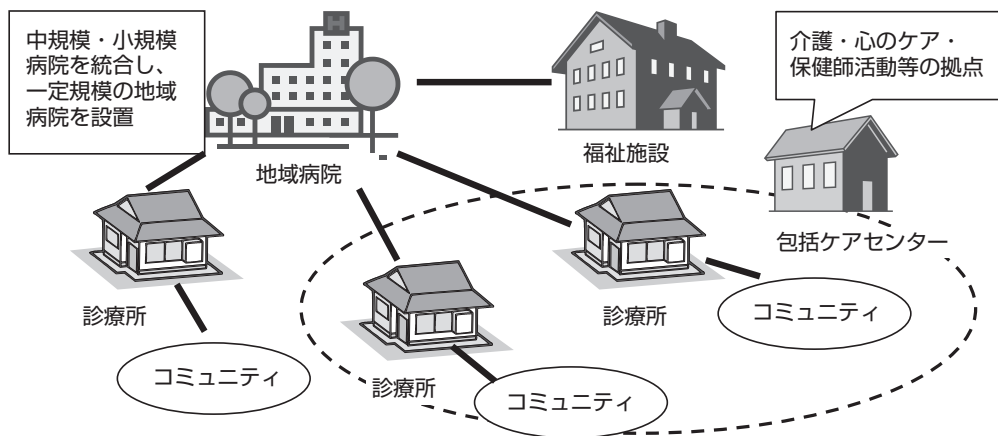 中規模・小規模
病院を統合し、
一定規模の地域
病院を設置
H
介護・心のケア・
保健師活動等の拠点
福祉施設
地域病院
包括ケアセンター
診療所
診療所
コミュニティ
コミュニティ
診療所
コミュニティ